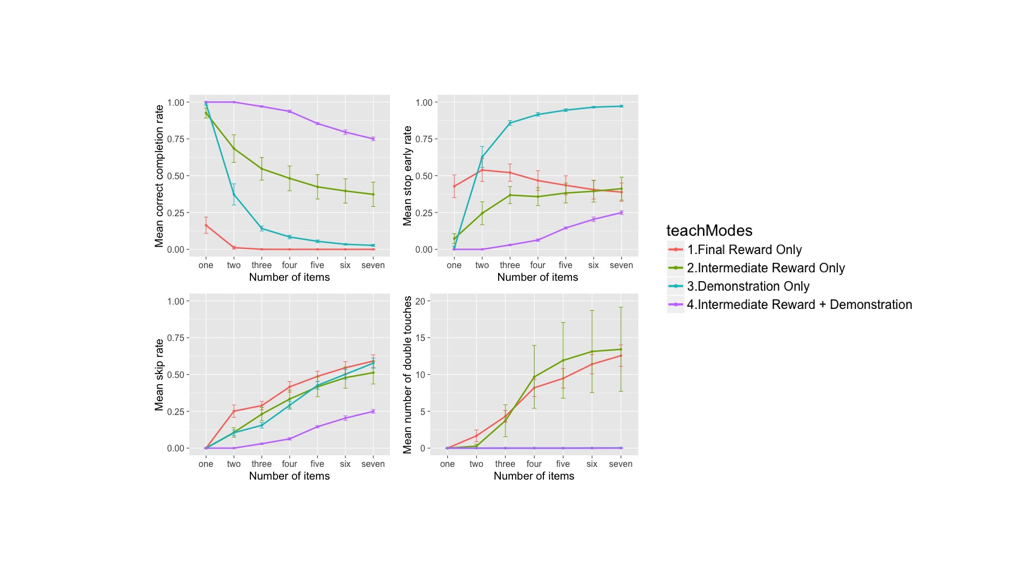 1.00
0.75
0.50
0.25
0.00
Mean correct completion rate
one two three four five six seven
Number of items
1.00
0.75
0.50
0.25
0.00
Mean stop early rate
one two three four five six seven
Number of items
1.00
0.75
0.50
0.25
0.00
Mean skip rate
one two three four five six seven
Number of items
20
15
10
5
0
Mean number of double touches
one two three four five six seven
Number of items
teachModes
1.Final Reward Only
2.Intermediate Reward Only
3.Demonstration Only
4.Intermediate Reward + Demonstration